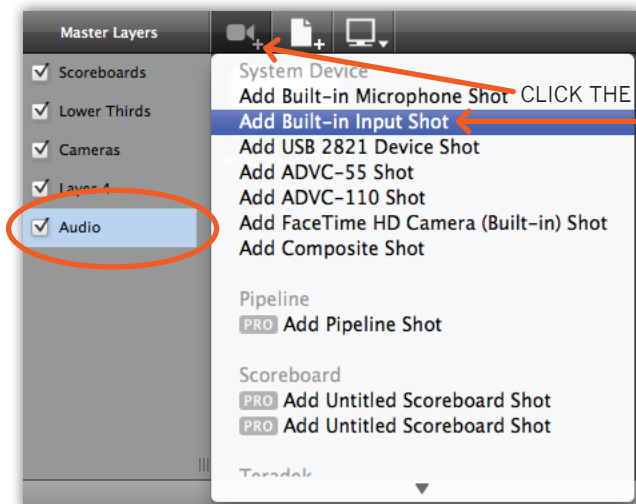 Master Layers
Scoreboards
Lower Thirds
Cameras
Layer 4
Audio
System Device
Add Built-in Microphone Shot
CLICK THE
Add Built-in Input Shot
Add USB 2821 Device Shot
Add ADVC-55 Shot
Add ADVC-110 Shot
Add FaceTime HD Camera (Built-in) Shot
Add Composite Shot
Pipeline
PRO Add Pipeline Shot
Scoreboard
PRO Add Untitled Scoreboard Shot
PRO Add Untitled Scoreboard Shot
Teradek